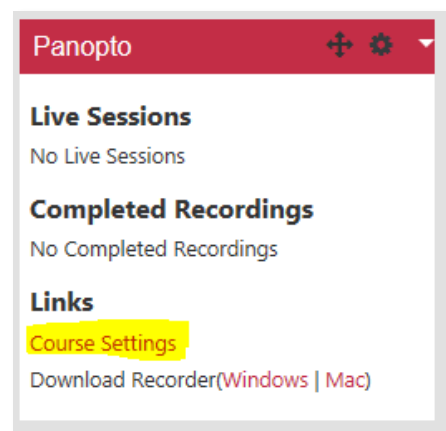 Panopto
Live Sessions
No Live Sessions
Completed Recordings
No Completed Recordings
Links
Course Settings
Download Recorder(Windows | Mac)